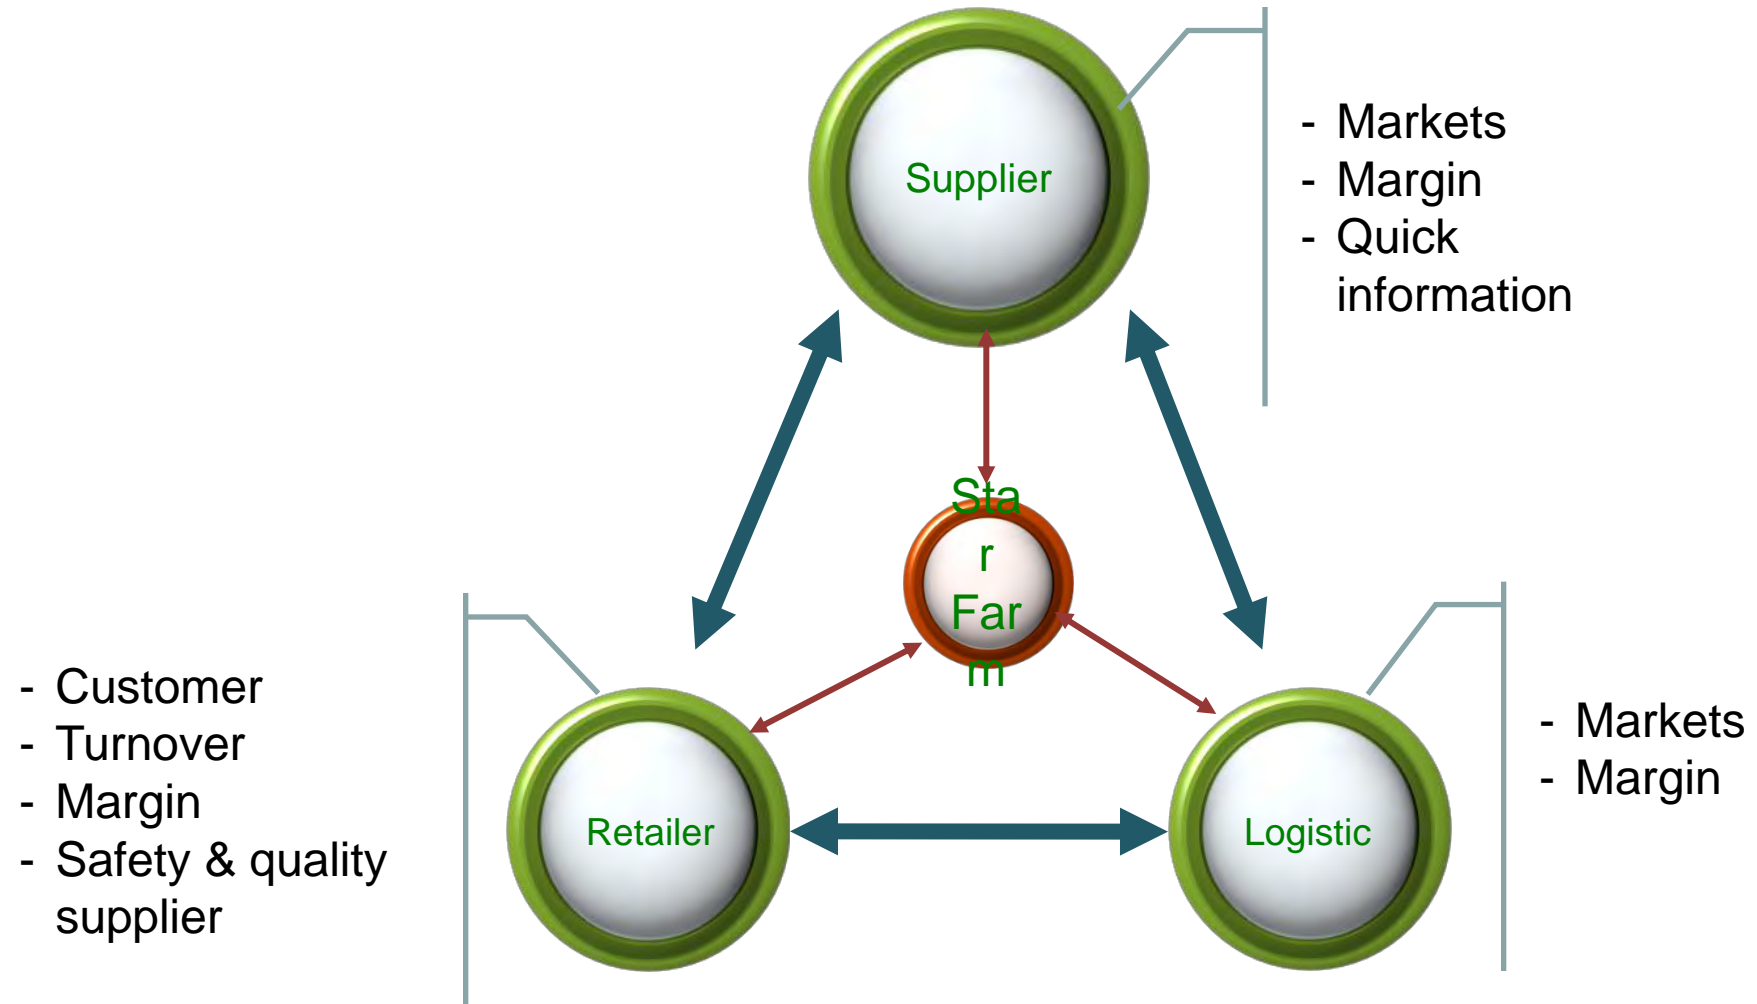 Supplier
- Markets
- Margin
- Quick
information
Sta
r
Far
m
- Customer
- Turnover
- Margin
- Safety & quality
supplier
Retailer
Logistic
- Markets
- Margin